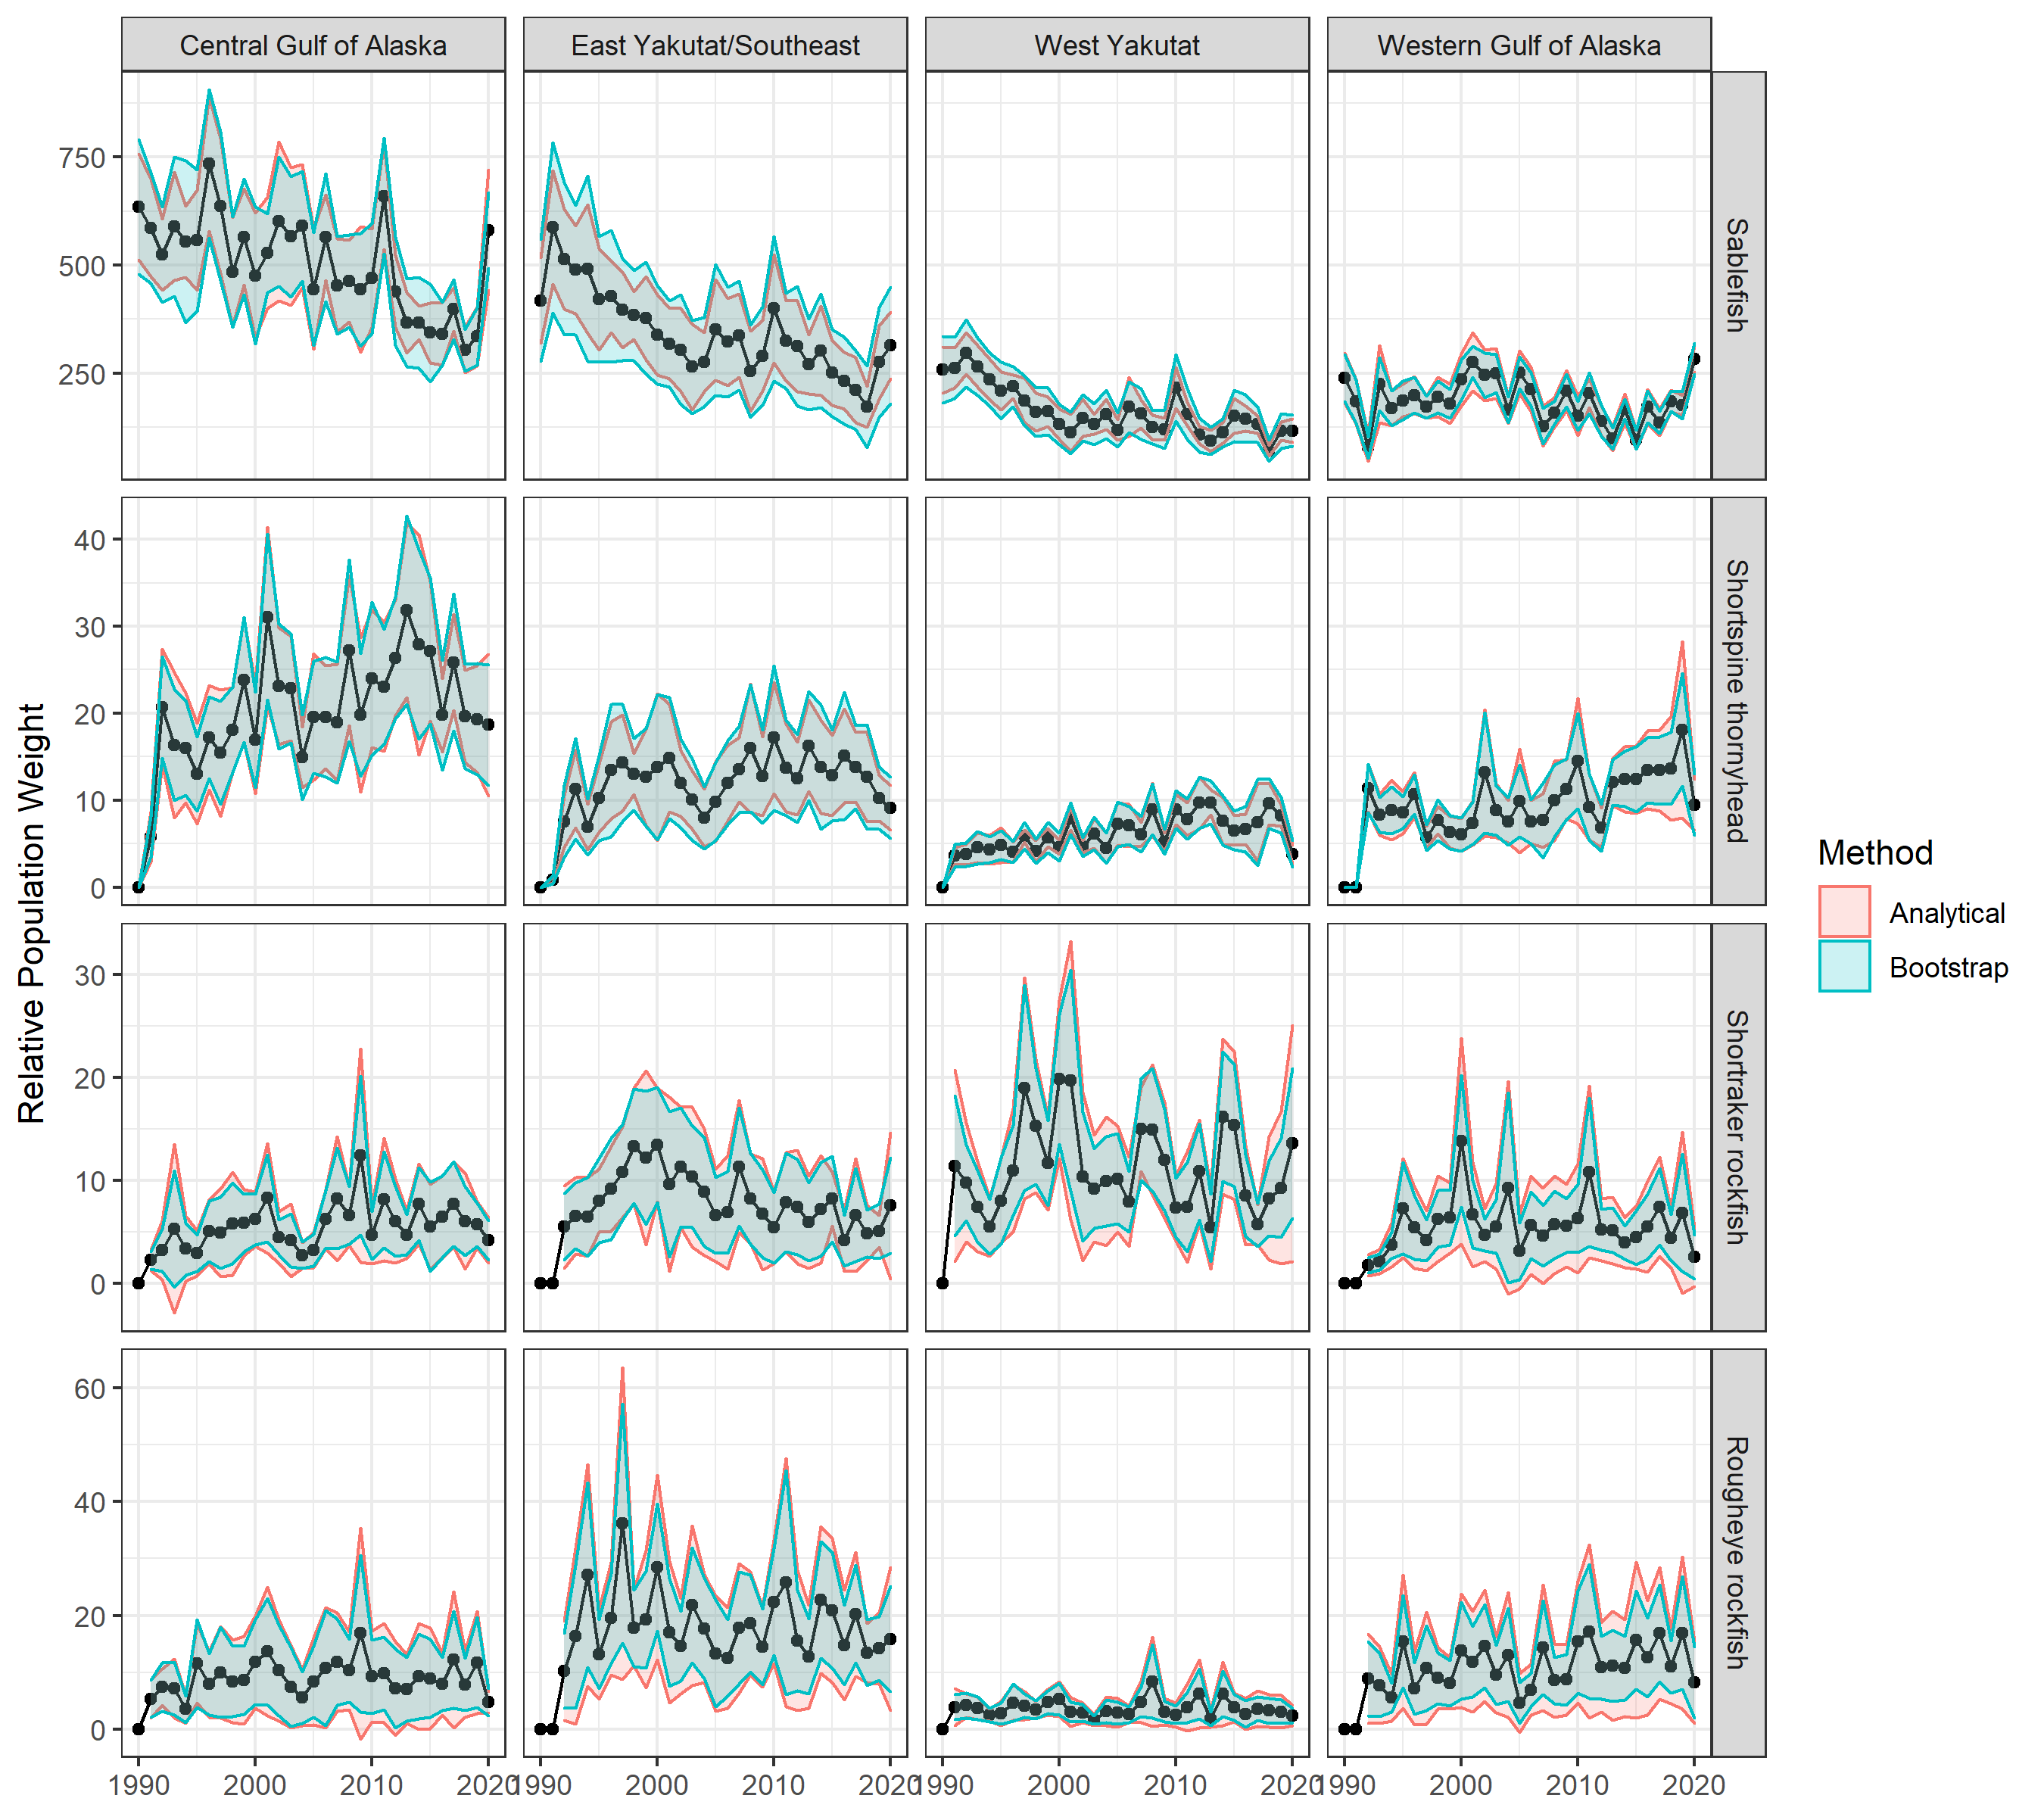 Central Gulf of Alaska
East Yakutat/Southeast
West Yakutat
Western Gulf of Alaska
750
500
250
Sablefish
40
30
20
10
0
Shortspine thornyhead
30
20
10
0
Shortraker rockfish
60
40
20
0
Rougheye rockfish
Relative Population Weight
1990 2000 2010 2020
1990 2000 2010 2020
1990 2000 2010 2020
1990 2000 2010 2020
Method
Analytical
Bootstrap